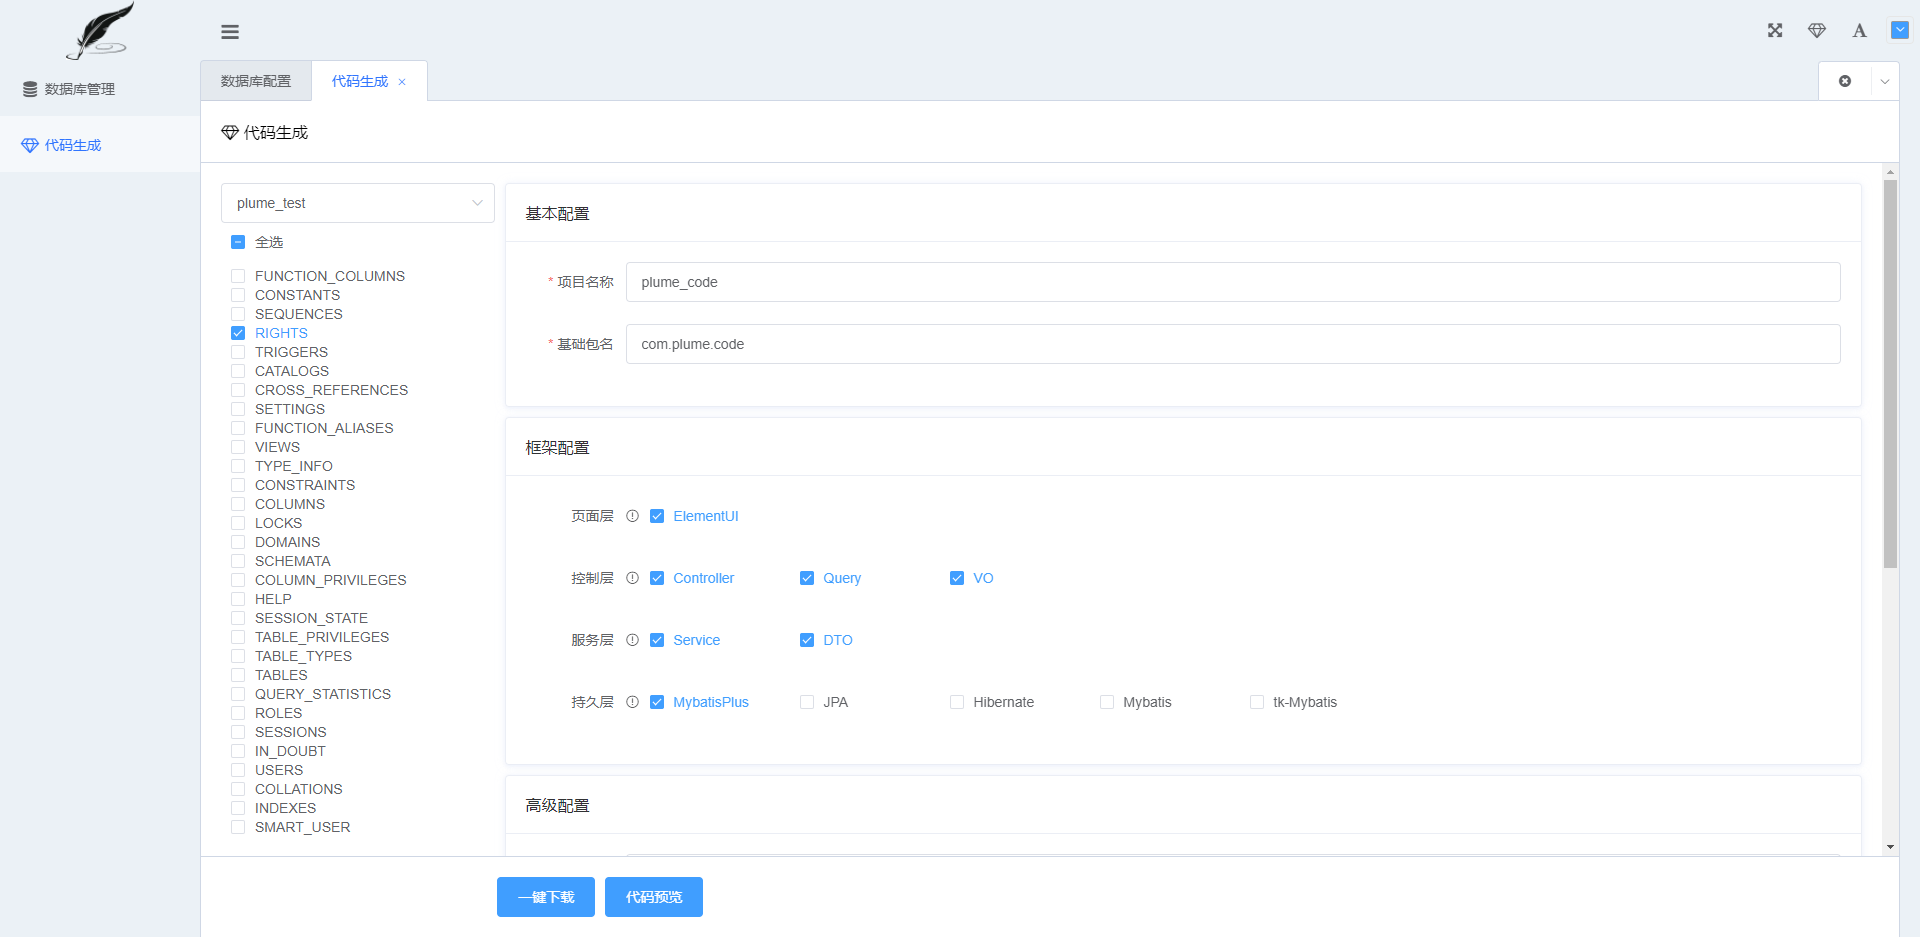 数据库管理
代码生成
数据库配置
代码生成
代码生成
plume_test
全选
FUNCTION_COLUMNS
CONSTANTS
SEQUENCES
RIGHTS
TRIGGERS
CATALOGS
CROSS_REFERENCES
SETTINGS
FUNCTION_ALIASES
VIEWS
TYPE_INFO
CONSTRAINTS
COLUMNS
LOCKS
DOMAINS
SCHEMATA
COLUMN_PRIVILEGES
HELP
SESSION_STATE
TABLE_PRIVILEGES
TABLE_TYPES
TABLES
QUERY_STATISTICS
ROLES
SESSIONS
IN_DOUBT
USERS
COLLATIONS
INDEXES
SMART_USER
基本配置
* 项目名称 plume_code
* 基础包名 com.plume.code
框架配置
页面层 ElementUI
控制层 Controller Query VO
服务层 Service DTO
持久层 MybatisPlus JPA Hibernate Mybatis tk-Mybatis
高级配置
一键下载 代码预览